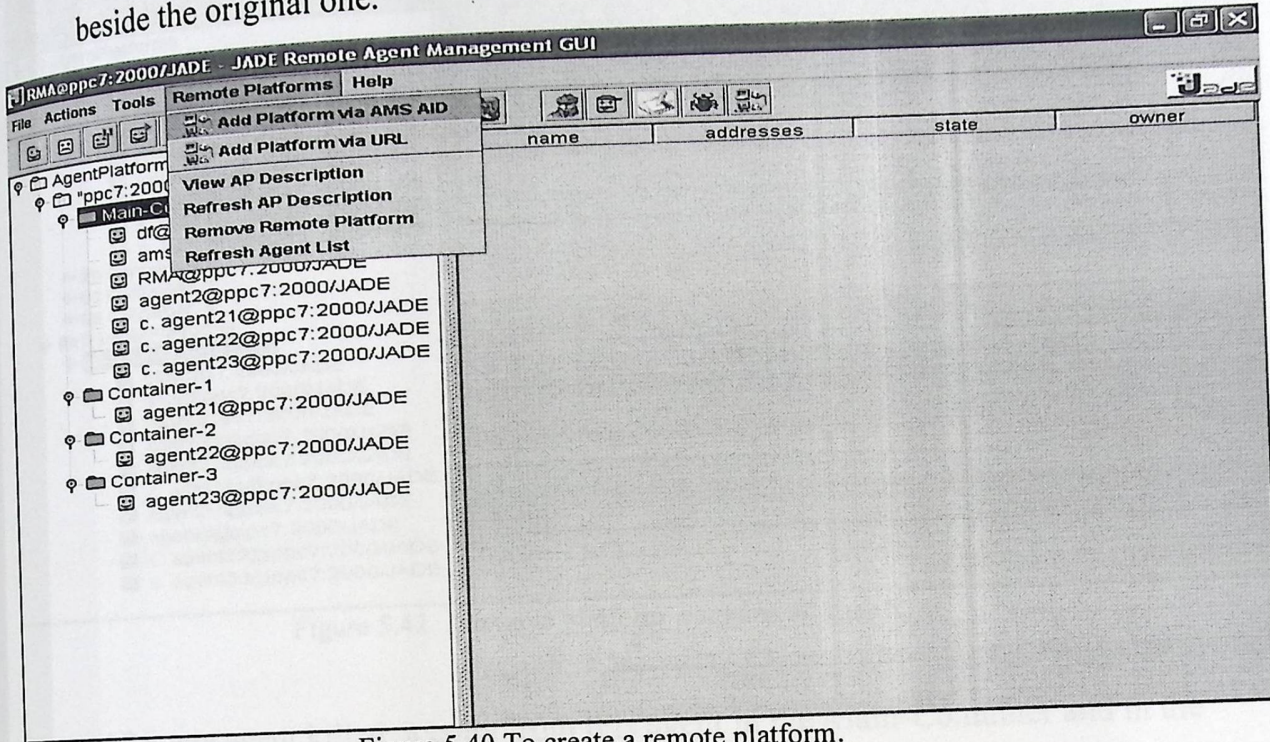 beside the original one.
RMA@ppc7:2000/JADE - JADE Remote Agent Management GUI
File Actions Tools Remote Platforms Help
Jade
Add Platform via AMS AID
Add Platform via URL
View AP Description
Refresh AP Description
Remove Remote Platform
Refresh Agent List
name addresses state owner
AgentPlatform
"ppc7:200
Main-Co
df@
ams
RMA@ppc7:2000/JADE
agent2@ppc7:2000/JADE
c. agent21@ppc7:2000/JADE
c. agent22@ppc7:2000/JADE
c. agent23@ppc7:2000/JADE
Container-1
agent21@ppc7:2000/JADE
Container-2
agent22@ppc7:2000/JADE
Container-3
agent23@ppc7:2000/JADE
Figure 5.40 To create a remote platform.